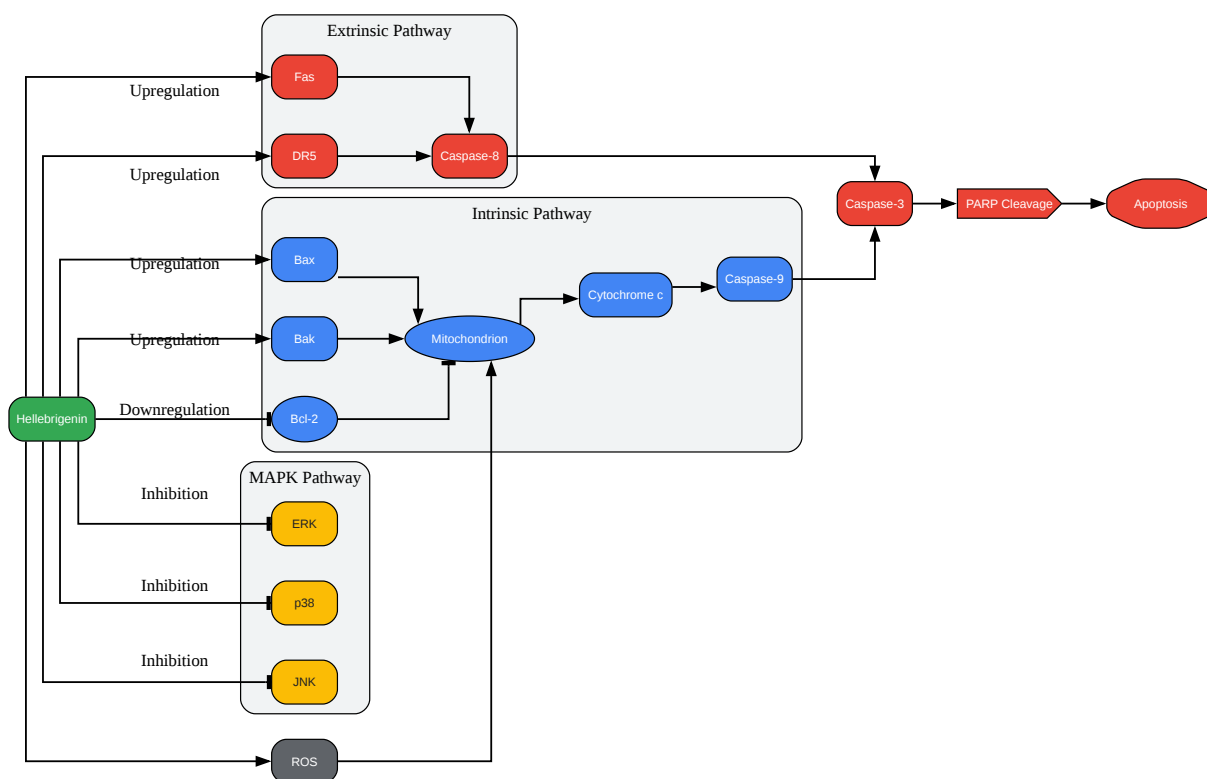 Extrinsic Pathway
Fas
Upregulation
DR5
Caspase-8
Upregulation
Caspase-3
PARP Cleavage
Apoptosis
Intrinsic Pathway
Bax
Upregulation
Cytochrome c
Caspase-9
Bak
Upregulation
Mitochondrion
Hellebrigenin
Downregulation
Bcl-2
MAPK Pathway
Inhibition
ERK
Inhibition
p38
Inhibition
JNK
ROS